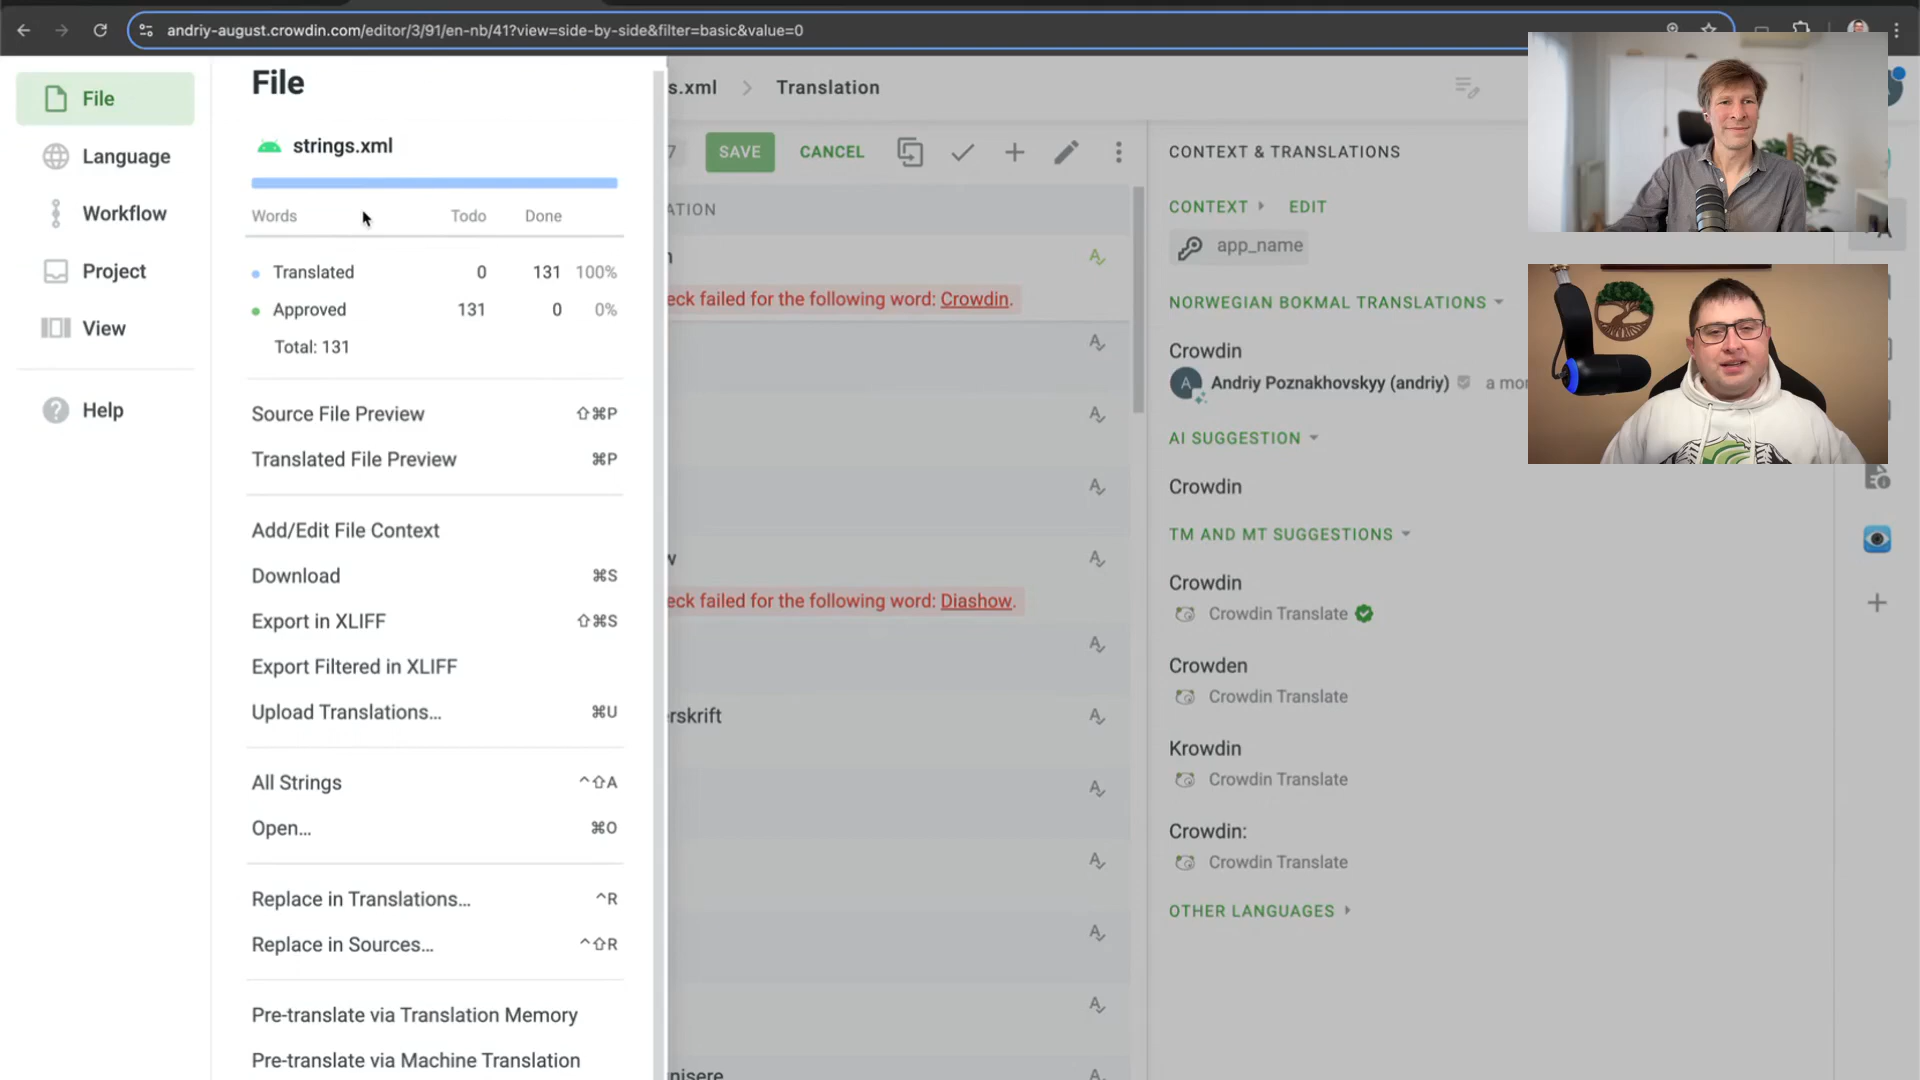 andriy-august.crowdin.com/editor/3/91/en-nb/41?view=side-by-side&filter=basic&value=0
File
Language
Workflow
Project
View
Help
File
strings.xml
Words Todo Done
Translated 0 131 100%
Approved 131 0 0%
Total: 131
Source File Preview ⇧⌘P
Translated File Preview ⌘P
Add/Edit File Context
Download ⌘S
Export in XLIFF ⇧⌘S
Export Filtered in XLIFF
Upload Translations... ⌘U
All Strings ^⇧A
Open... ⌘O
Replace in Translations... ^R
Replace in Sources... ^⇧R
Pre-translate via Translation Memory
Pre-translate via Machine Translation
s.xml > Translation
7 SAVE CANCEL
ATION
eck failed for the following word: Crowdin.
eck failed for the following word: Diashow.
erskrift
nisere
CONTEXT & TRANSLATIONS
CONTEXT EDIT
app_name
NORWEGIAN BOKMAL TRANSLATIONS
Crowdin
A Andriy Poznakhovskyy (andriy) a mon
AI SUGGESTION
Crowdin
TM AND MT SUGGESTIONS
Crowdin
Crowdin Translate
Crowden
Crowdin Translate
Krowdin
Crowdin Translate
Crowdin:
Crowdin Translate
OTHER LANGUAGES